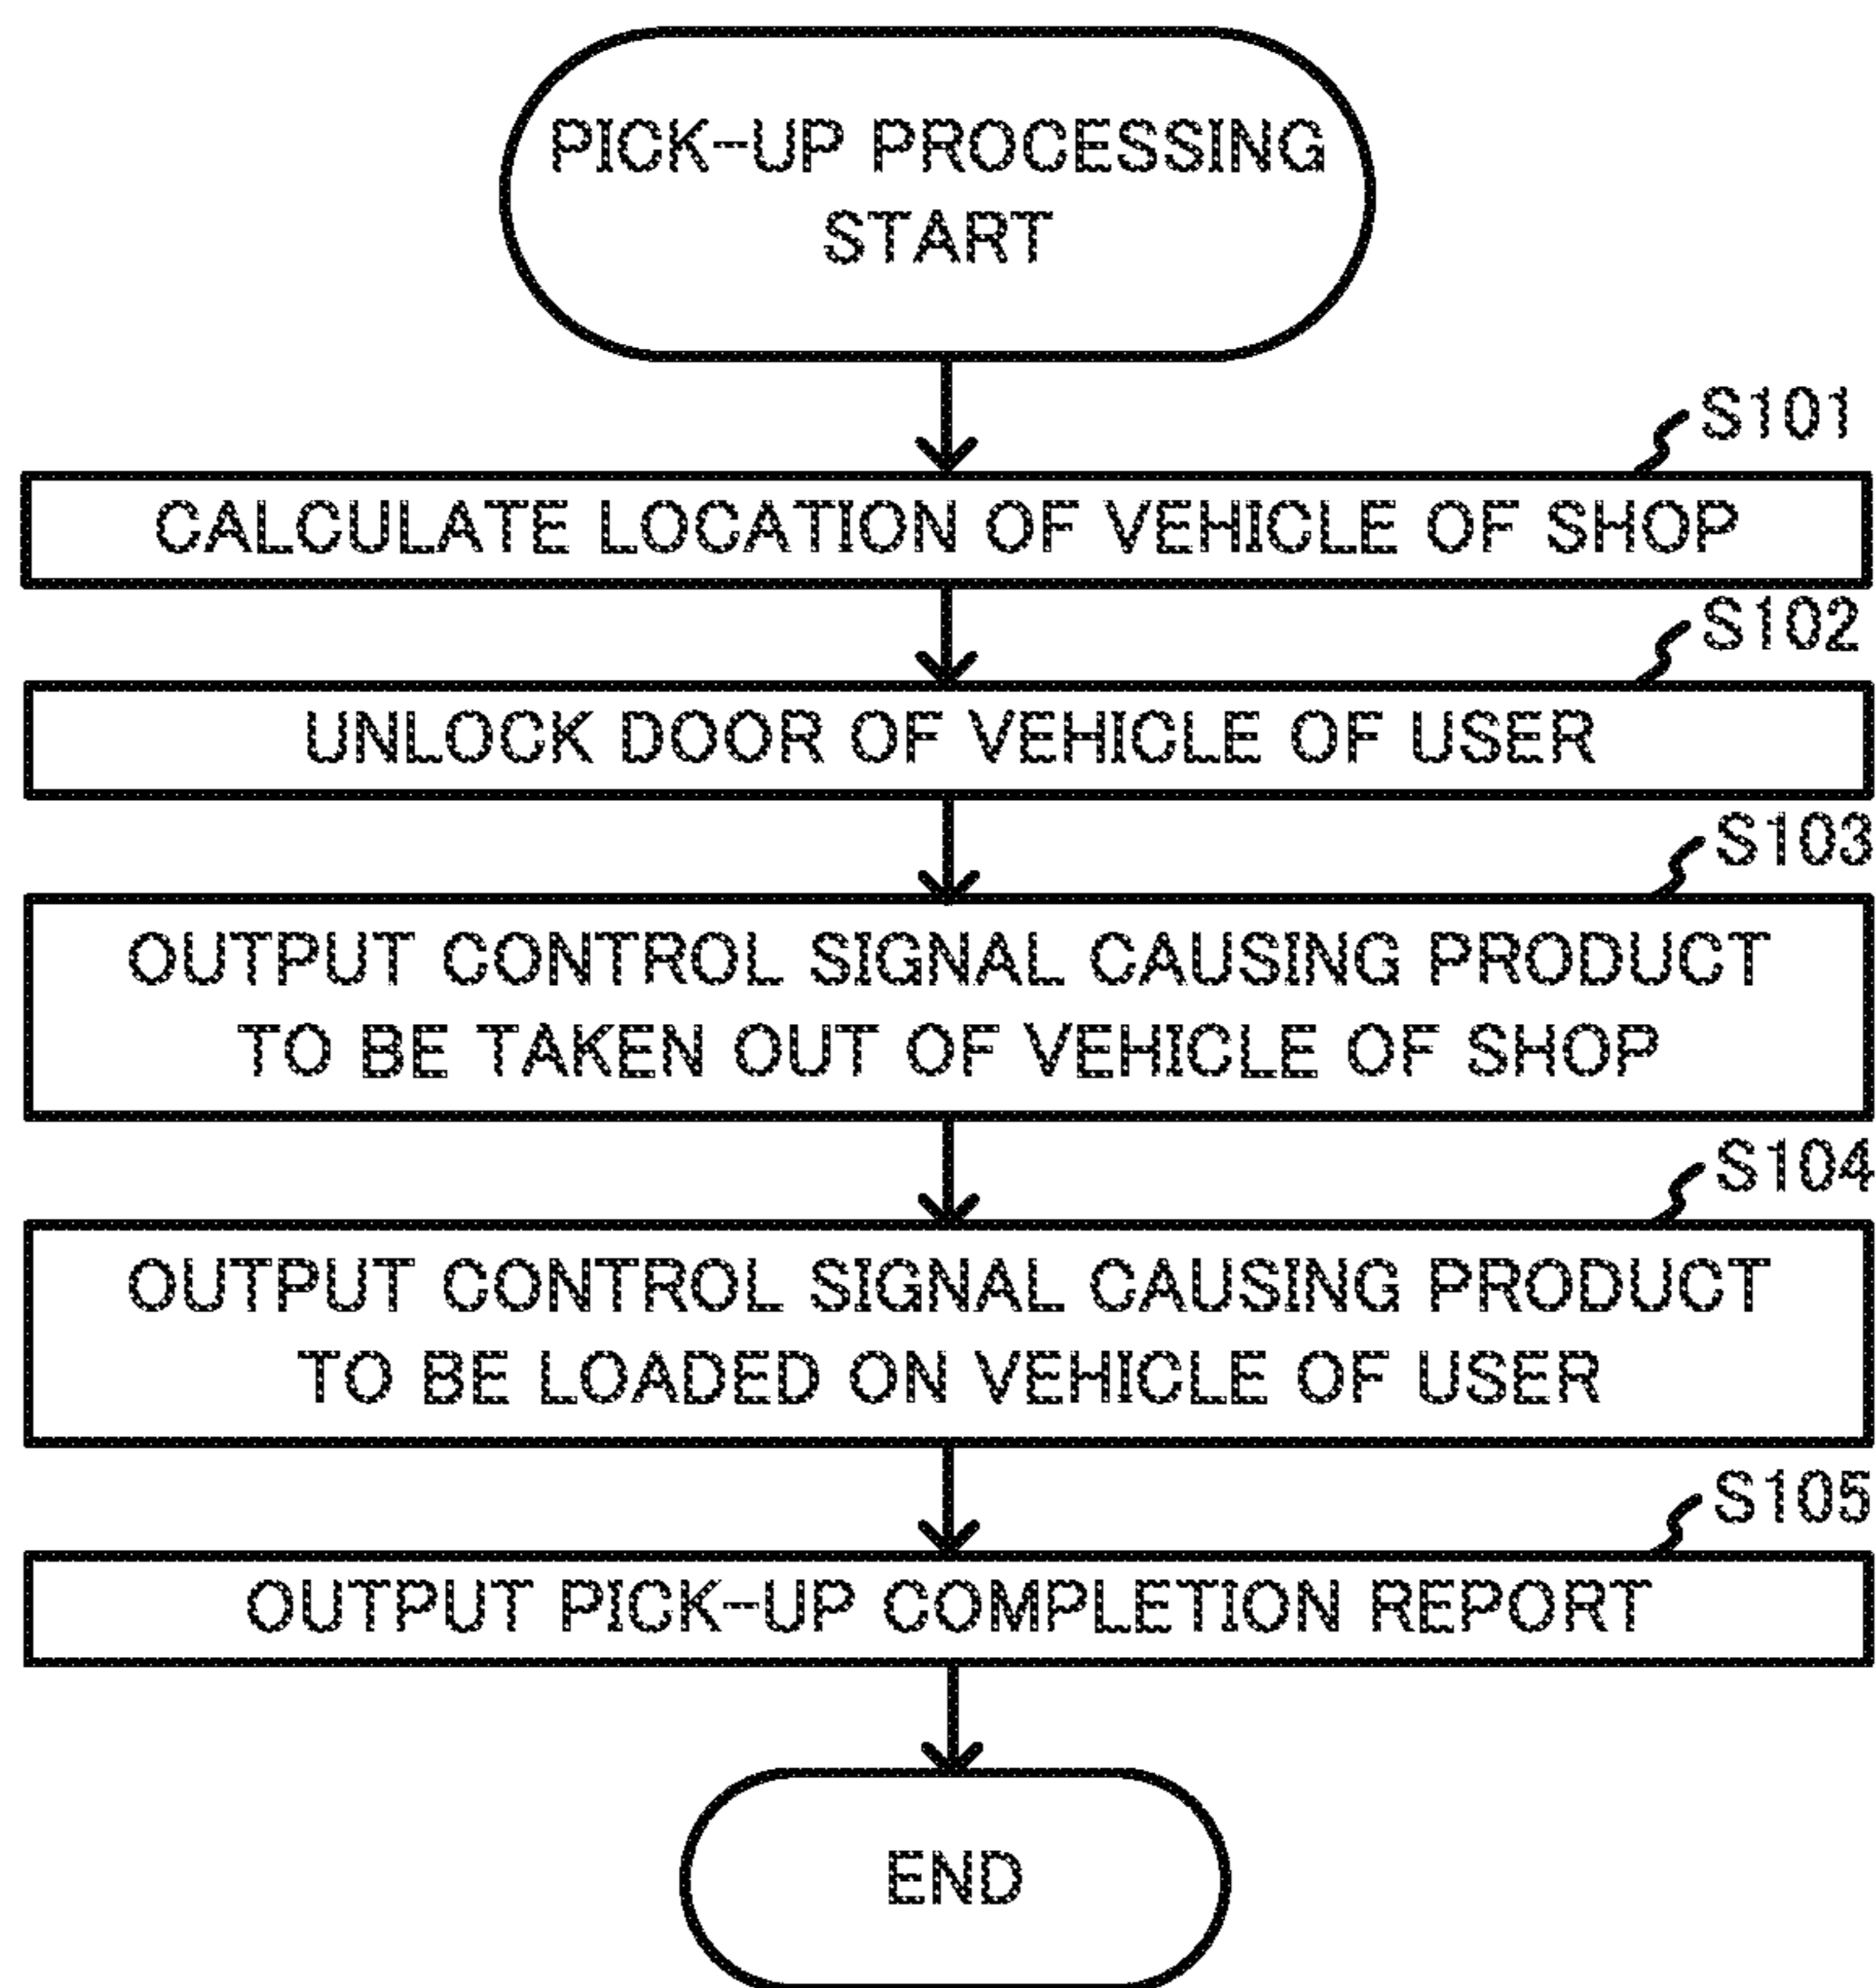 PICK-UP PROCESSING
START
S101
CALCULATE LOCATION OF VEHICLE OF SHOP
S102
UNLOCK DOOR OF VEHICLE OF USER
S103
OUTPUT CONTROL SIGNAL CAUSING PRODUCT
TO BE TAKEN OUT OF VEHICLE OF SHOP
S104
OUTPUT CONTROL SIGNAL CAUSING PRODUCT
TO BE LOADED ON VEHICLE OF USER
S105
OUTPUT PICK-UP COMPLETION REPORT
END